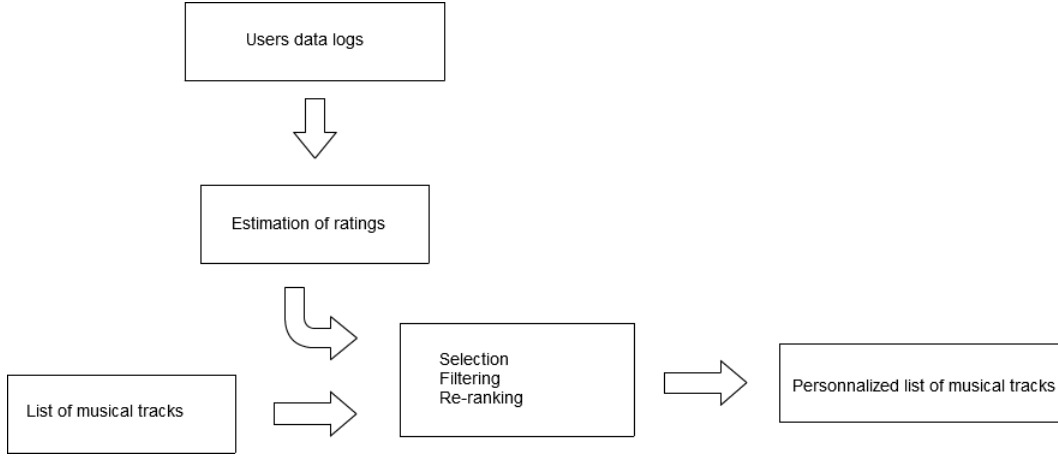 Users data logs
Estimation of ratings
Selection
Filtering
Re-ranking
List of musical tracks
Personnalized list of musical tracks